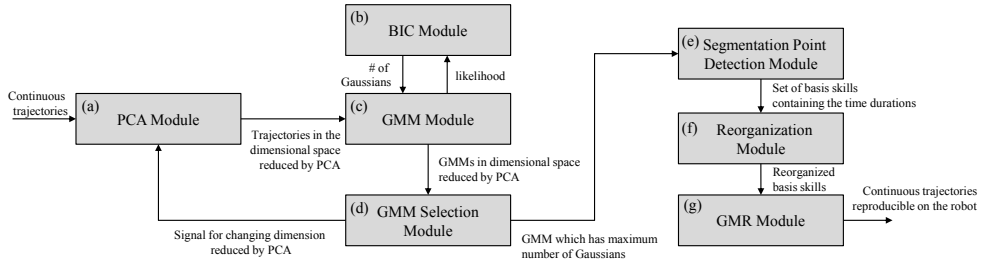 (b)
BIC Module
# of
Gaussians
likelihood
Continuous
trajectories
(a)
PCA Module
Trajectories in the
dimensional space
reduced by PCA
(c)
GMM Module
GMMs in dimensional space
reduced by PCA
(d)
GMM Selection
Module
Signal for changing dimension
reduced by PCA
GMM which has maximum
number of Gaussians
(e)
Segmentation Point
Detection Module
Set of basis skills
containing the time durations
(f)
Reorganization
Module
Reorganized
basis skills
(g)
GMR Module
Continuous trajectories
reproducible on the robot